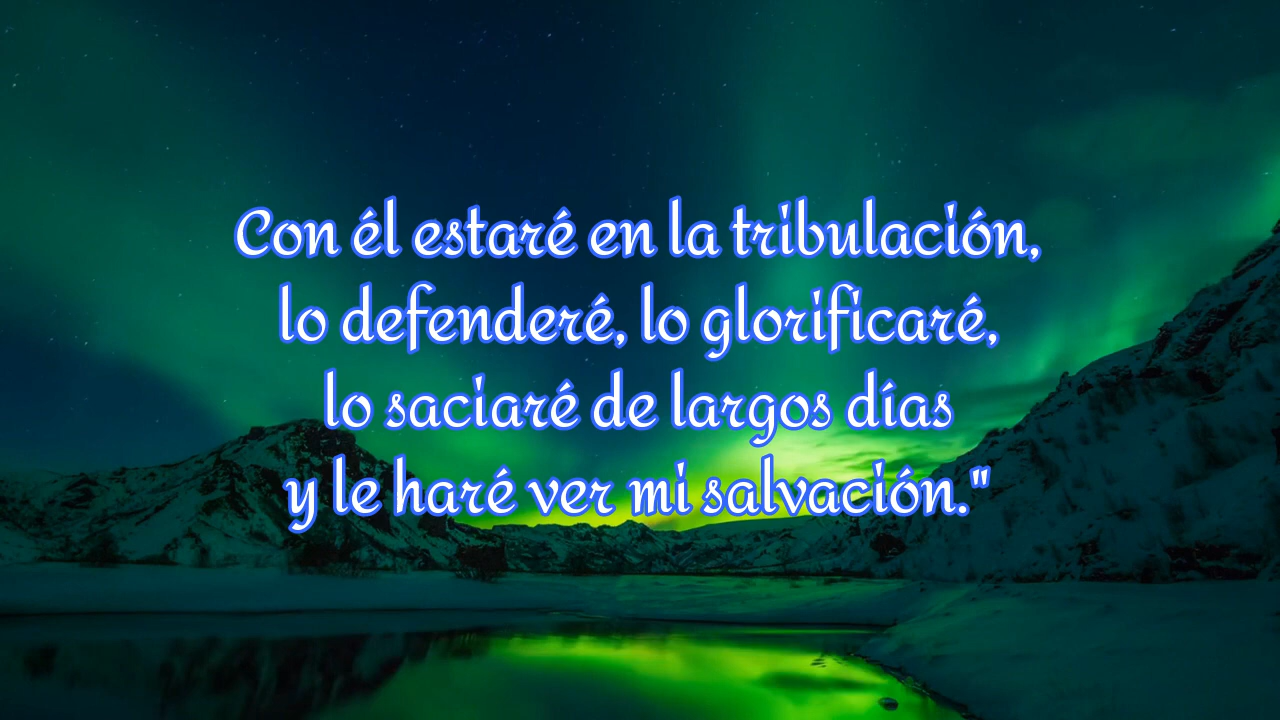 Con él estaré en la tribulación,
lo defenderé, lo glorificaré,
lo saciaré de largos días
y le haré ver mi salvación."